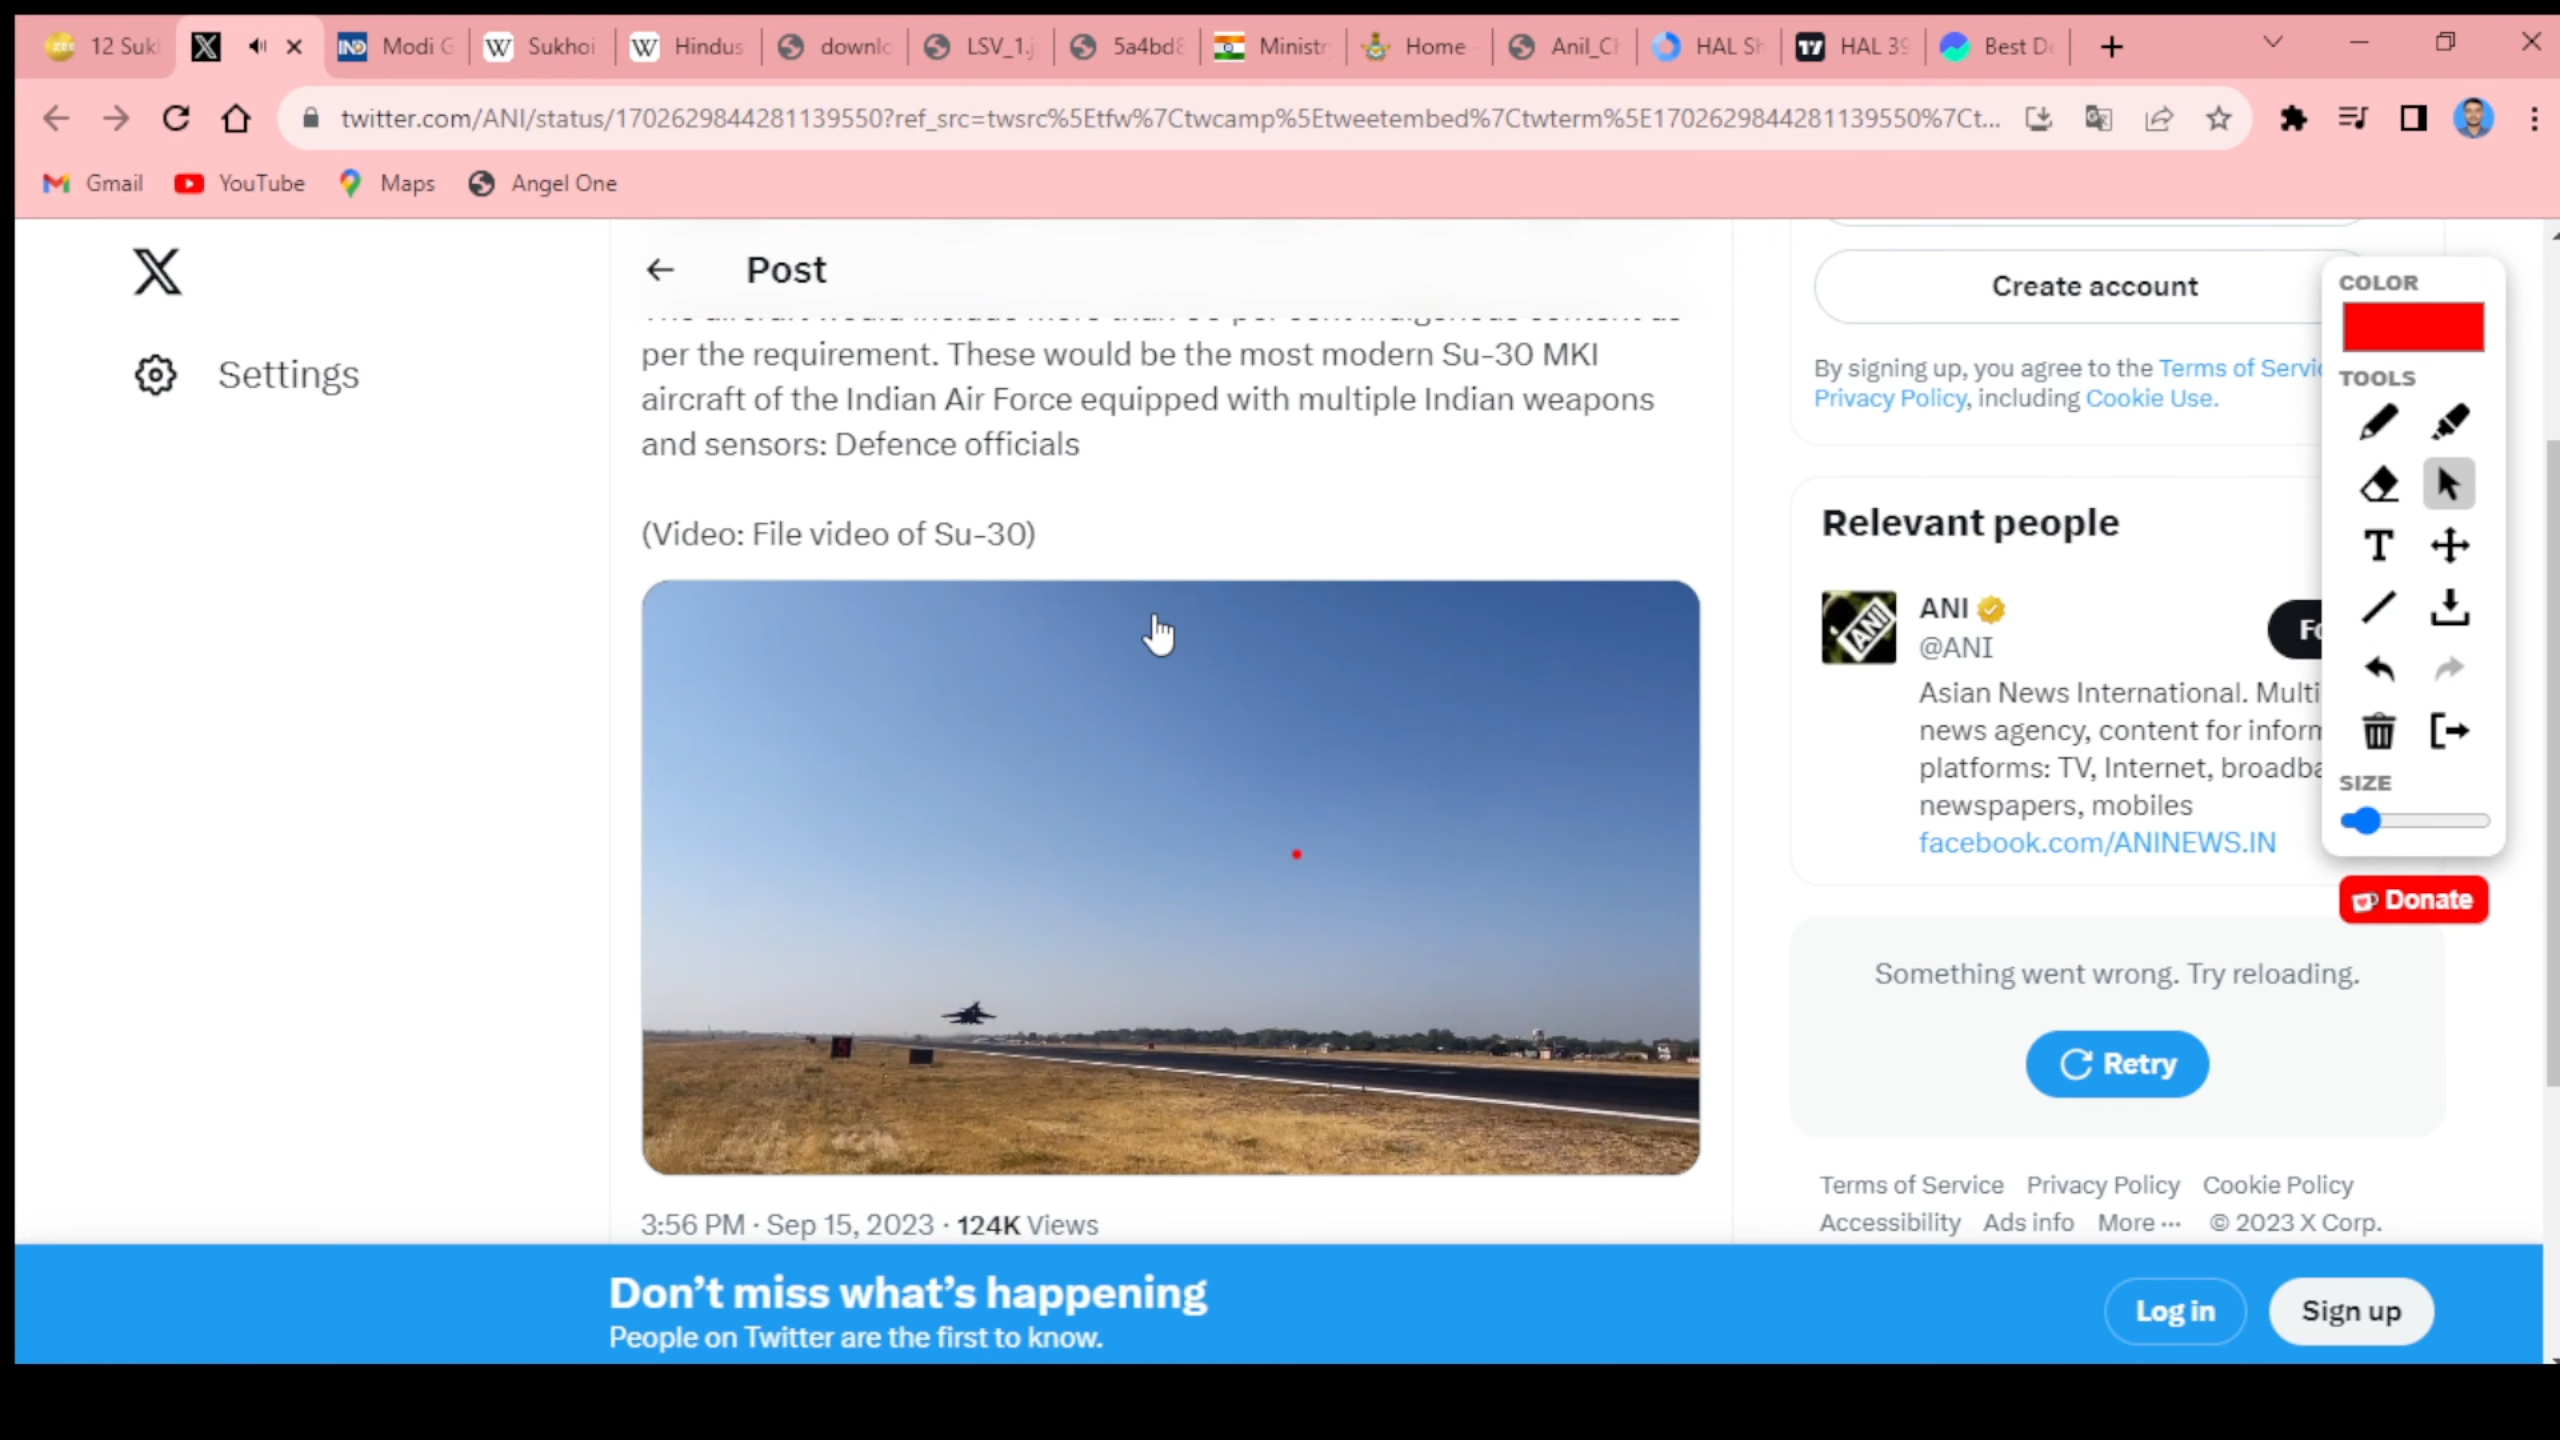 12 Suk
Modi G
Sukhoi
Hindus
downlc
LSV_1.j
5a4bd8
Ministr
Home
Anil_Ch
HAL Sh
HAL 39
Best De
twitter.com/ANI/status/1702629844281139550?ref_src=twsrc%5Etfw%7Ctwcamp%5Etweetembed%7Ctwterm%5E1702629844281139550%7Ct...
Gmail
YouTube
Maps
Angel One
Settings
Post
per the requirement. These would be the most modern Su-30 MKI
aircraft of the Indian Air Force equipped with multiple Indian weapons
and sensors: Defence officials
(Video: File video of Su-30)
3:56 PM · Sep 15, 2023 · 124K Views
Create account
By signing up, you agree to the Terms of Servi
Privacy Policy, including Cookie Use.
Relevant people
ANI
@ANI
Fo
Asian News International. Multi
news agency, content for inform
platforms: TV, Internet, broadba
newspapers, mobiles
facebook.com/ANINEWS.IN
Something went wrong. Try reloading.
Retry
Terms of Service Privacy Policy Cookie Policy
Accessibility Ads info More ··· © 2023 X Corp.
COLOR
TOOLS
SIZE
Donate
Don’t miss what’s happening
People on Twitter are the first to know.
Log in
Sign up